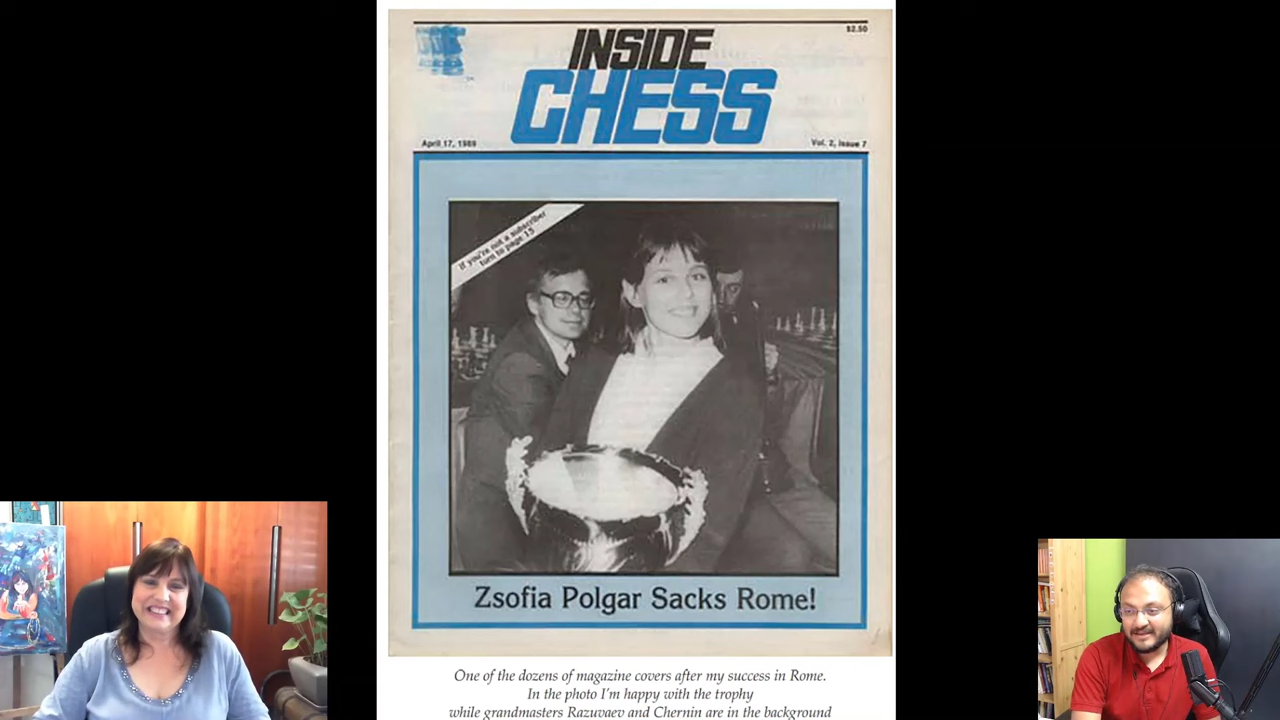 $2.50
INSIDE
CHESS
April 17, 1989
Vol. 2, Issue 7
If you're not a subscriber
turn to page 15
Zsofia Polgar Sacks Rome!
One of the dozens of magazine covers after my success in Rome.
In the photo I'm happy with the trophy
while grandmasters Razuvaev and Chernin are in the background